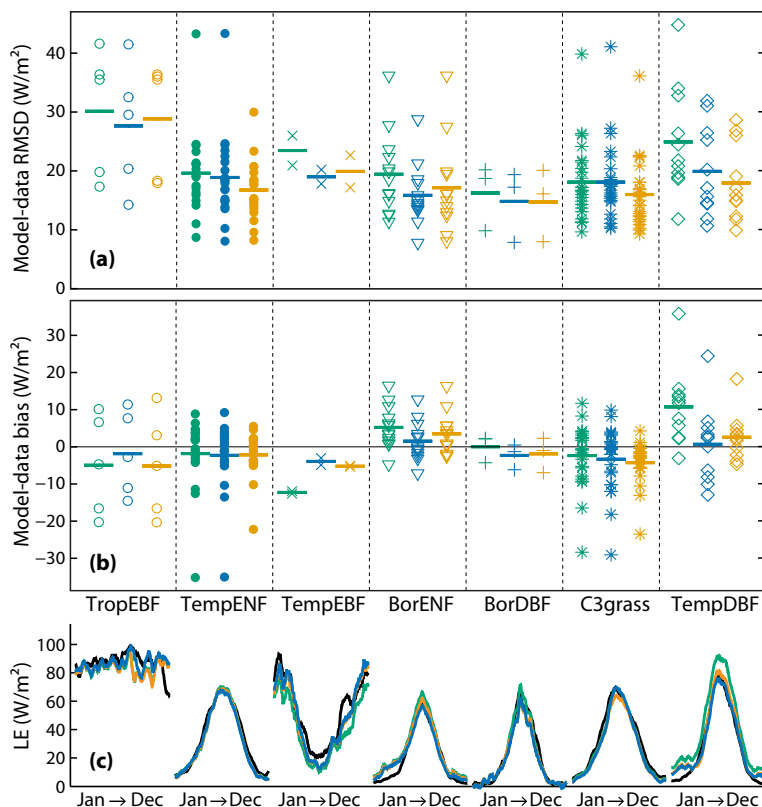 Model-data RMSD (W/m²)
40
30
20
10
0
(a)
Model-data bias (W/m²)
30
20
10
0
−10
−20
−30
(b)
TropEBF TempENF TempEBF BorENF BorDBF C3grass TempDBF
LE (W/m²)
100
80
60
40
20
0
(c)
Jan→Dec Jan→Dec Jan→Dec Jan→Dec Jan→Dec Jan→Dec Jan→Dec